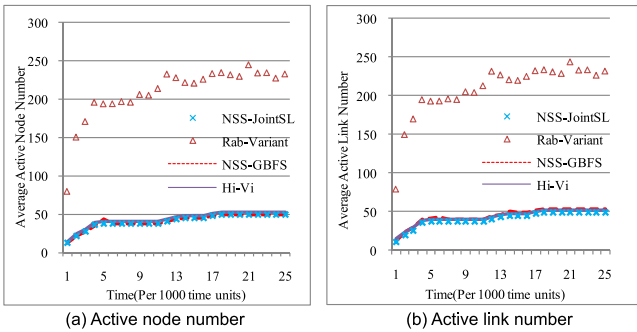 300
250
200
150
100
50
0
Average Active Node Number
NSS-JointSL
Rab-Variant
NSS-GBFS
Hi-Vi
1 5 9 13 17 21 25
Time(Per 1000 time units)
(a) Active node number
300
250
200
150
100
50
0
Average Active Link Number
NSS-JointSL
Rab-Variant
NSS-GBFS
Hi-Vi
1 5 9 13 17 21 25
Time(Per 1000 time units)
(b) Active link number